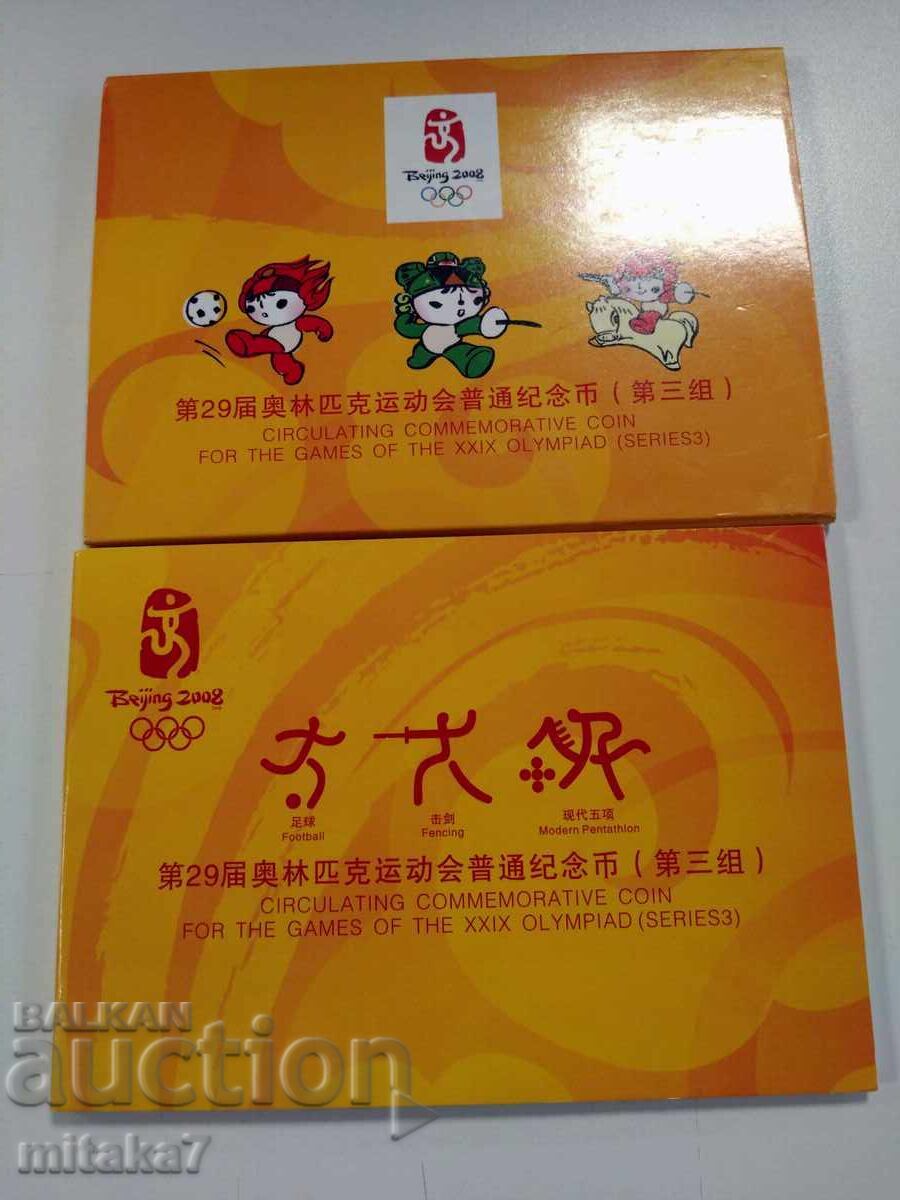 Beijing 2008
第29届奥林匹克运动会普通纪念币（第三组）
CIRCULATING COMMEMORATIVE COIN
FOR THE GAMES OF THE XXIX OLYMPIAD (SERIES3)
Beijing 2008
足球 击剑 现代五项
Football Fencing Modern Pentathlon
第29届奥林匹克运动会普通纪念币（第三组）
CIRCULATING COMMEMORATIVE COIN
FOR THE GAMES OF THE XXIX OLYMPIAD (SERIES3)
BALKAN
auction
mitaka7